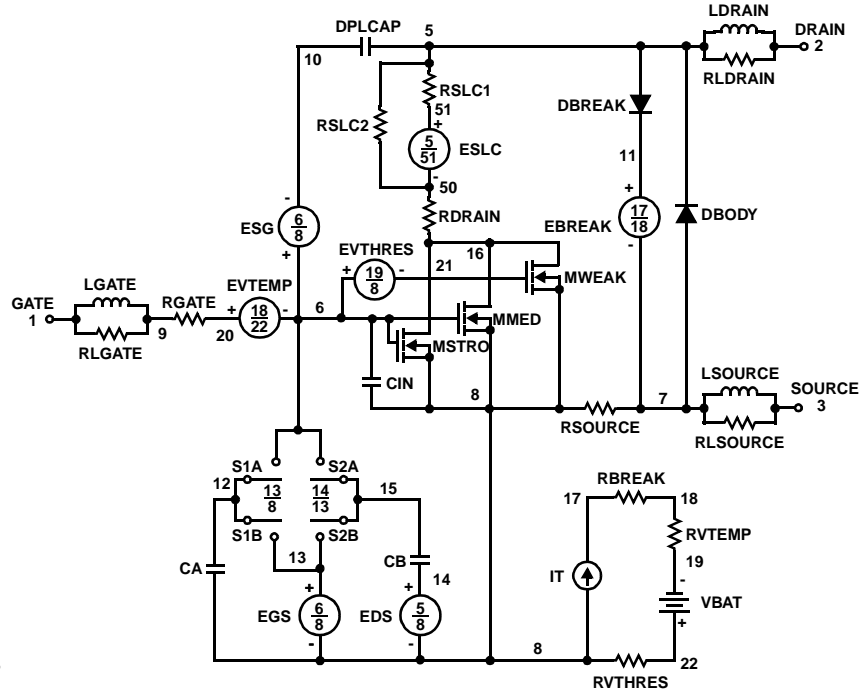 LDRAIN
DPLCAP 5 DRAIN
10 2
RLDRAIN
RSLC1
51
DBREAK
RSLC2
+
5
51
ESLC
11
-
50
- +
17
18
6
8
RDRAIN
EBREAK
DBODY
ESG
+
EVTHRES
16
-
+ 19
8
- 21
MWEAK
LGATE
EVTEMP
GATE RGATE + 18
22
- 6
1
MMED
9 20
RLGATE
MSTRO
LSOURCE
CIN
8 7 SOURCE
3
RSOURCE
RLSOURCE
S1A S2A
12 13
8
14
13
15
RBREAK
17 18
S1B S2B
RVTEMP
13
CB
19
CA
IT
+ + 14
-
VBAT
EGS 6
8
EDS 5
8
+
- -
8
22
RVTHRES